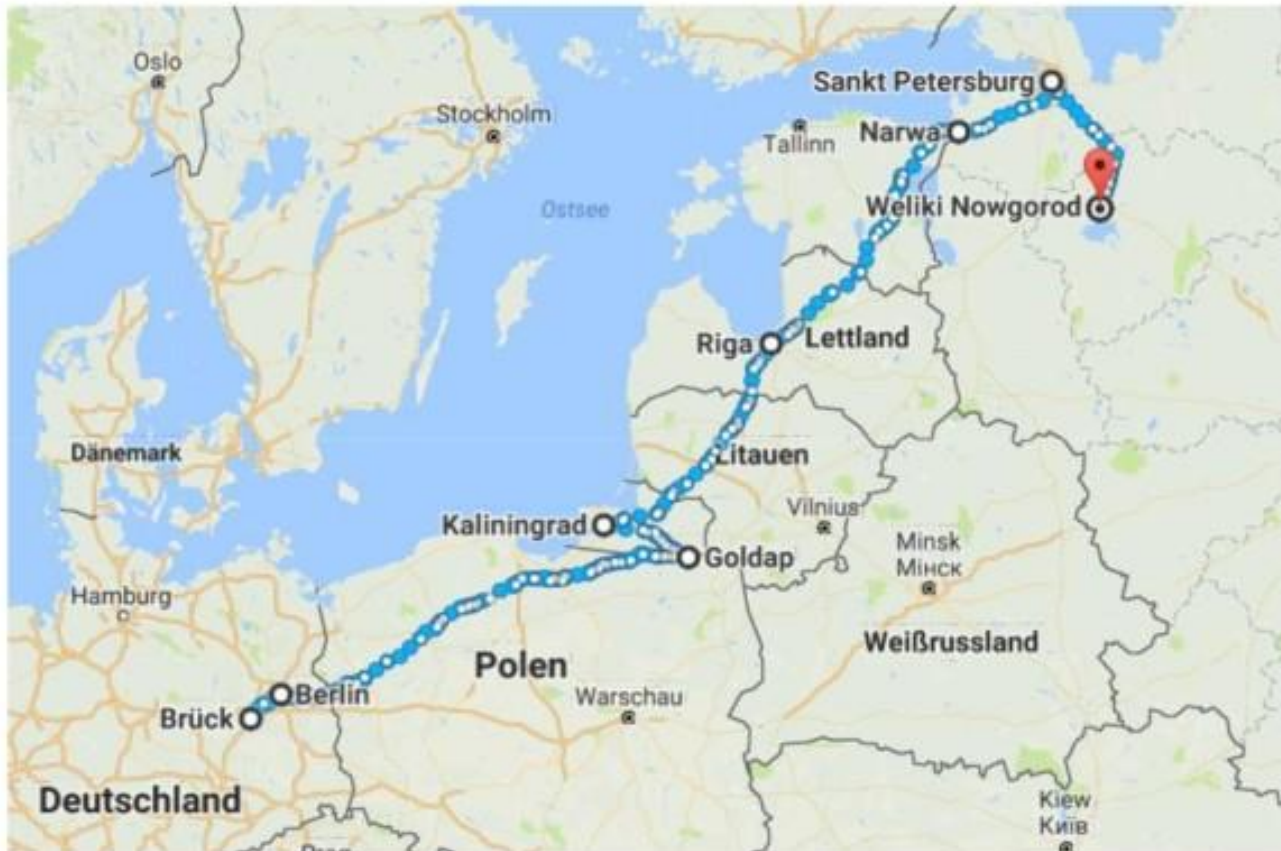 Oslo
Sankt Petersburg
Stockholm
Narwa
Tallinn
Weliki Nowgorod
Ostsee
Riga
Lettland
Dänemark
Litauen
Kaliningrad
Vilnius
Goldap
Minsk
Мінск
Hamburg
Weißrussland
Polen
Berlin
Warschau
Brück
Deutschland
Kiew
Київ